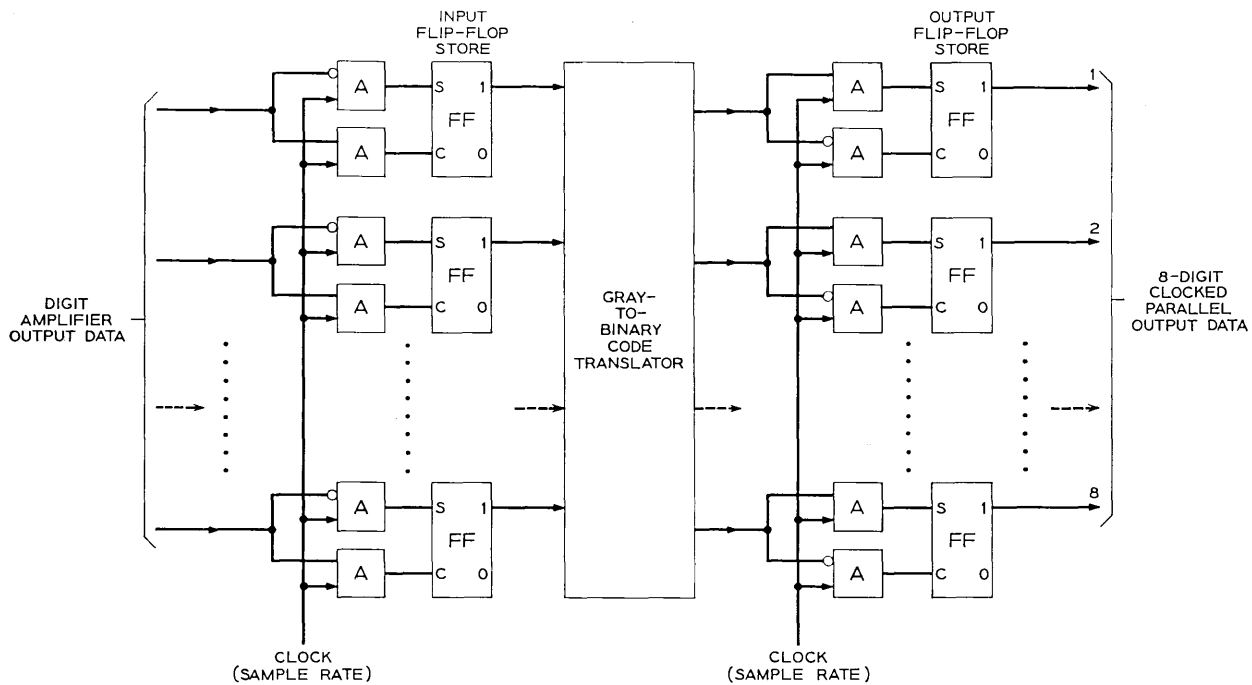 INPUT
FLIP-FLOP
STORE
OUTPUT
FLIP-FLOP
STORE
A
S 1
FF
A
C 0
A
S 1
FF
A
C 0
1
A
S 1
FF
A
C 0
A
S 1
FF
A
C 0
2
DIGIT
AMPLIFIER
OUTPUT DATA
GRAY-
TO-
BINARY
CODE
TRANSLATOR
8-DIGIT
CLOCKED
PARALLEL
OUTPUT DATA
A
S 1
FF
A
C 0
A
S 1
FF
A
C 0
8
CLOCK
(SAMPLE RATE)
CLOCK
(SAMPLE RATE)